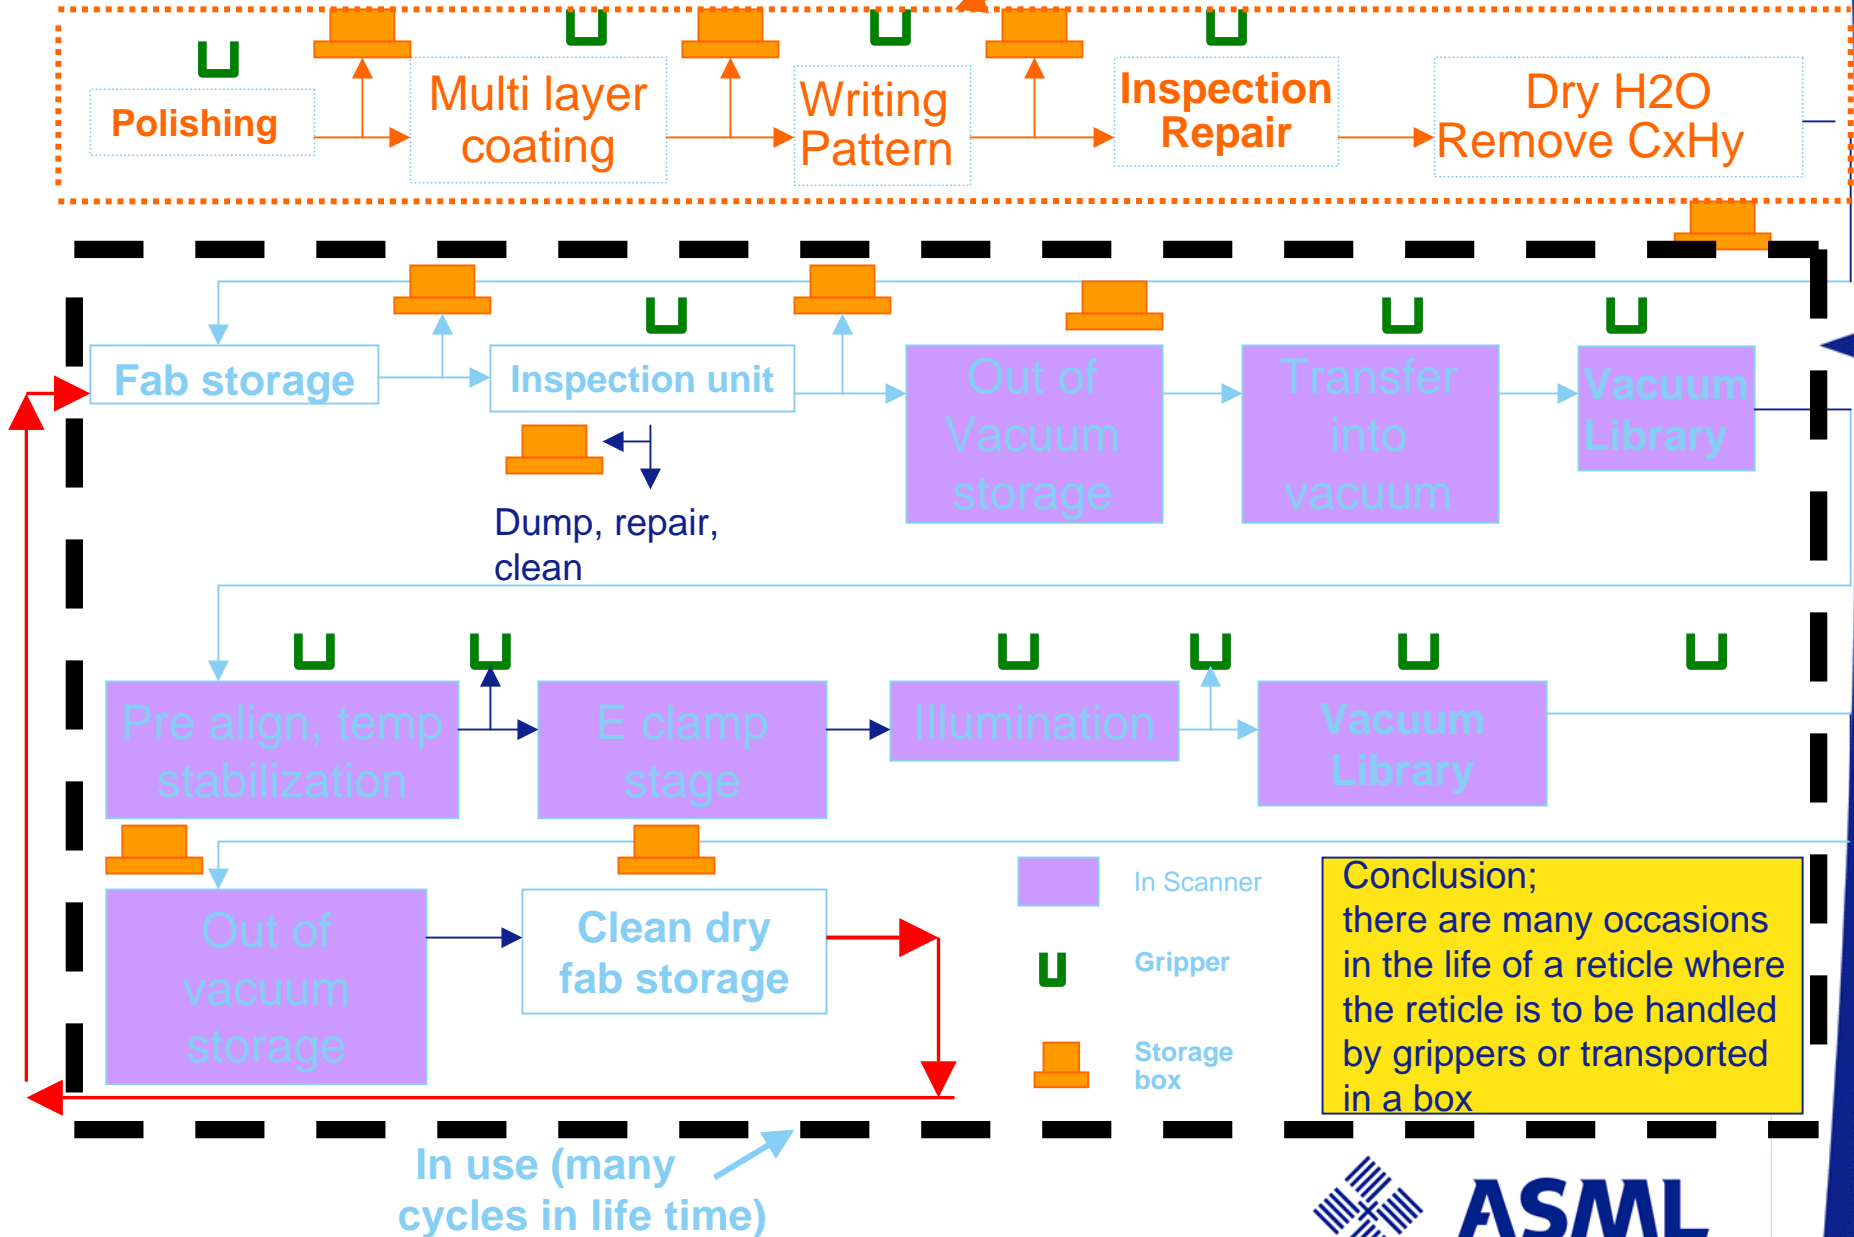 Polishing
Multi layer
coating
Writing
Pattern
Inspection
Repair
Dry H2O
Remove CxHy
Fab storage
Inspection unit
Out of
Vacuum
storage
Transfer
into
vacuum
Vacuum
Library
Dump, repair,
clean
Pre align, temp
stabilization
E clamp
stage
Illumination
Vacuum
Library
Out of
vacuum
storage
Clean dry
fab storage
In Scanner
Gripper
Storage
box
Conclusion;
there are many occasions
in the life of a reticle where
the reticle is to be handled
by grippers or transported
in a box
In use (many
cycles in life time)
ASML